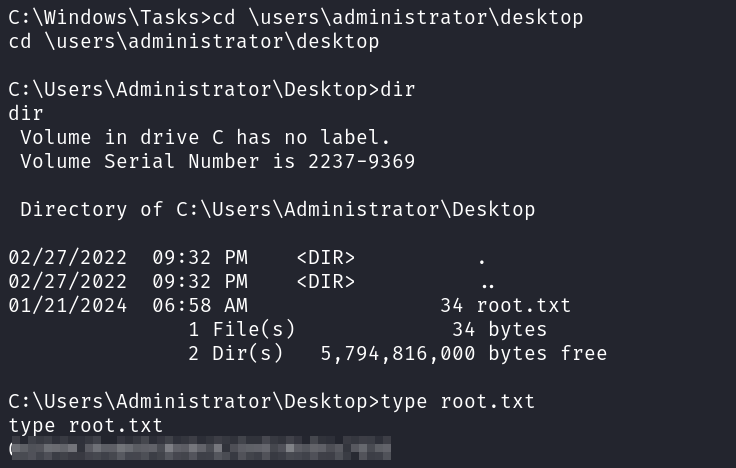 C:\Windows\Tasks>cd \users\administrator\desktop
cd \users\administrator\desktop

C:\Users\Administrator\Desktop>dir
dir
 Volume in drive C has no label.
 Volume Serial Number is 2237-9369

 Directory of C:\Users\Administrator\Desktop

02/27/2022  09:32 PM    <DIR>          .
02/27/2022  09:32 PM    <DIR>          ..
01/21/2024  06:58 AM                34 root.txt
               1 File(s)             34 bytes
               2 Dir(s)   5,794,816,000 bytes free

C:\Users\Administrator\Desktop>type root.txt
type root.txt